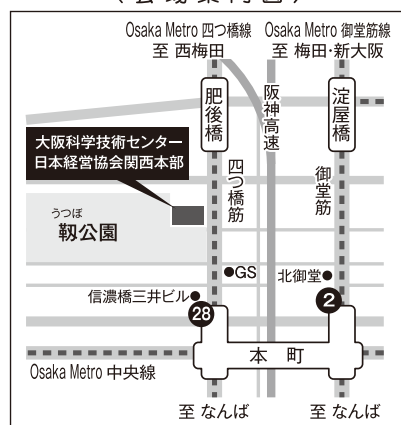 (会場案内図)
Osaka Metro 四つ橋線
至 西梅田
Osaka Metro 御堂筋線
至 梅田・新大阪
肥後橋
阪神高速
淀屋橋
大阪科学技術センター
日本経営協会関西本部
四つ橋筋
御堂筋
うつぼ
靱公園
GS
北御堂
信濃橋三井ビル
28
2
本町
Osaka Metro 中央線
至 なんば
至 なんば